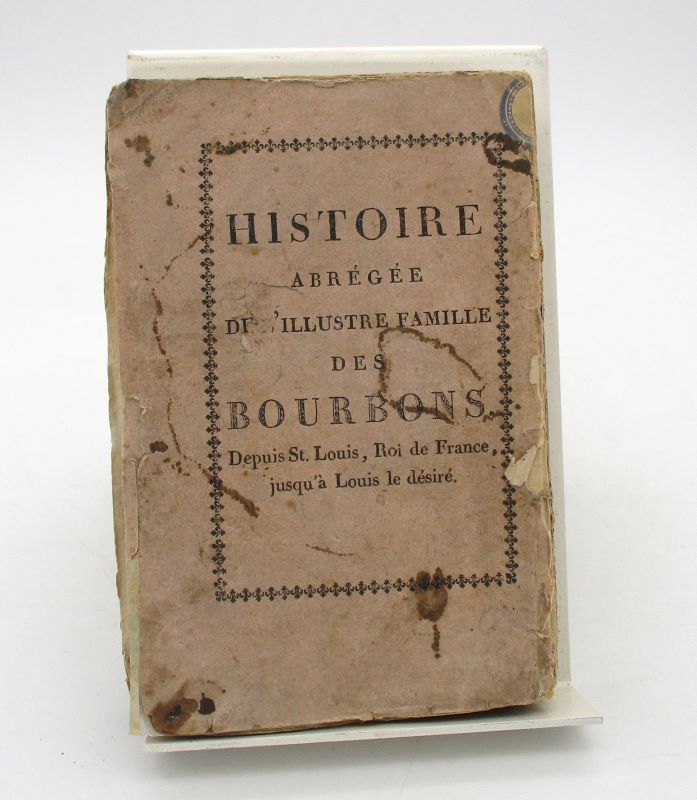 HISTOIRE
ABRÉGÉE
DE L'ILLUSTRE FAMILLE
DES
BOURBONS,
Depuis St. Louis, Roi de France,
jusqu'à Louis le désiré.